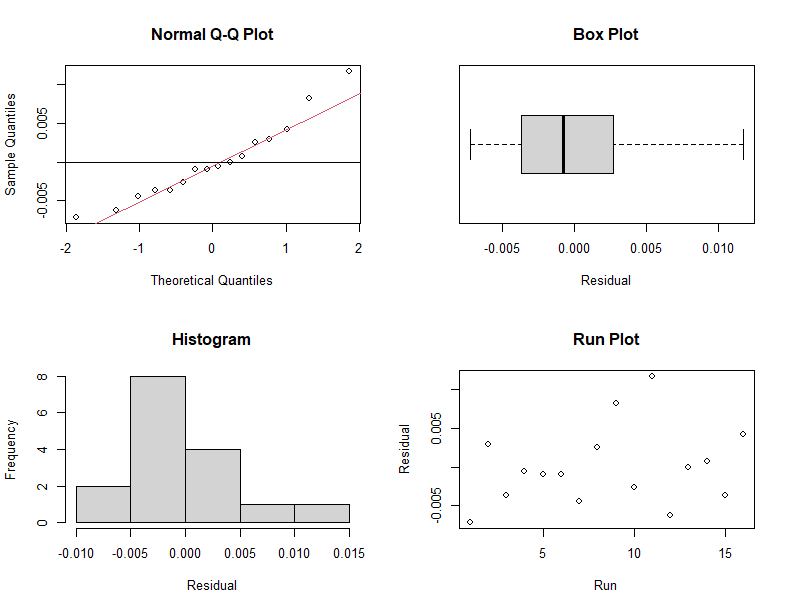 Normal Q-Q Plot
Sample Quantiles
-0.005 0.005
-2 -1 0 1 2
Theoretical Quantiles
Box Plot
-0.005 0.000 0.005 0.010
Residual
Histogram
Frequency
0 2 4 6 8
-0.010 -0.005 0.000 0.005 0.010 0.015
Residual
Run Plot
Residual
-0.005 0.005
5 10 15
Run